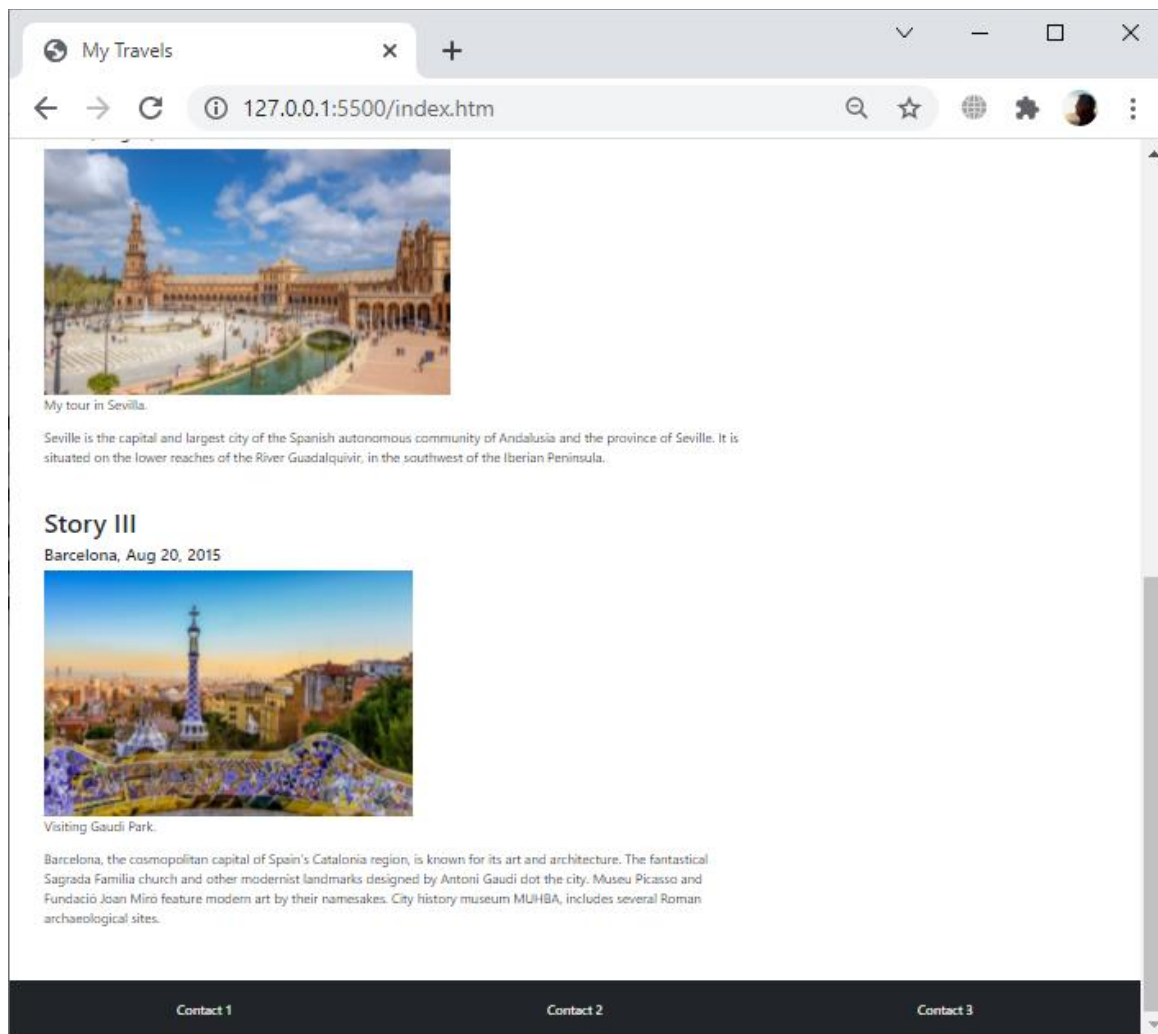 My Travels
127.0.0.1:5500/index.htm
My tour in Sevilla.
Seville is the capital and largest city of the Spanish autonomous community of Andalusia and the province of Seville. It is
situated on the lower reaches of the River Guadalquivir, in the southwest of the Iberian Peninsula.
Story III
Barcelona, Aug 20, 2015
Visiting Gaudi Park.
Barcelona, the cosmopolitan capital of Spain's Catalonia region, is known for its art and architecture. The fantastical
Sagrada Família church and other modernist landmarks designed by Antoni Gaudí dot the city. Museu Picasso and
Fundació Joan Miró feature modern art by their namesakes. City history museum MUHBA, includes several Roman
archaeological sites.
Contact 1 Contact 2 Contact 3